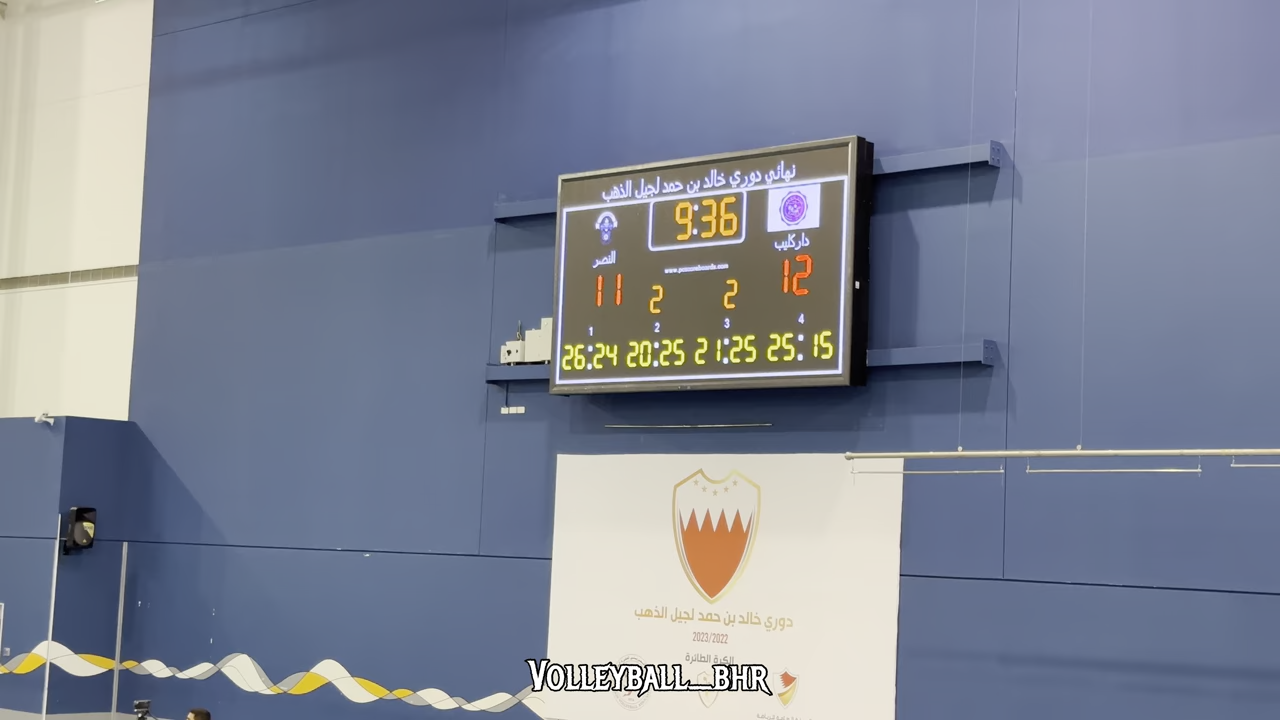 نهائي دوري خالد بن حمد لجيل الذهب
9:36
النصر
داركليب
11 2 2 12
1 2 3 4
26:24 20:25 21:25 25:15
دوري خالد بن حمد لجيل الذهب
2023/2022
الكرة الطائرة
VOLLEYBALL_BHR